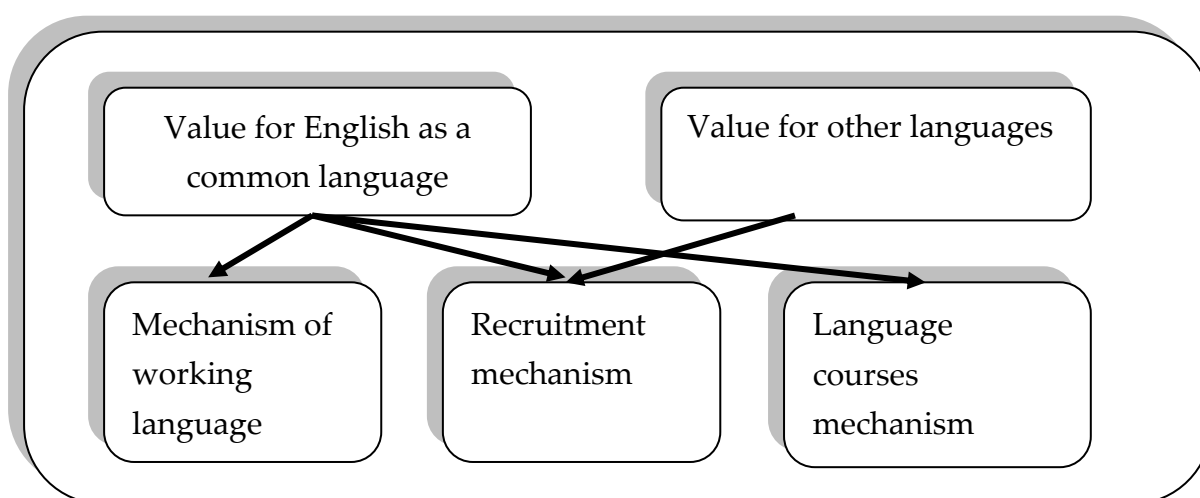 Value for English as a
common language
Value for other languages
Mechanism of
working
language
Recruitment
mechanism
Language
courses
mechanism